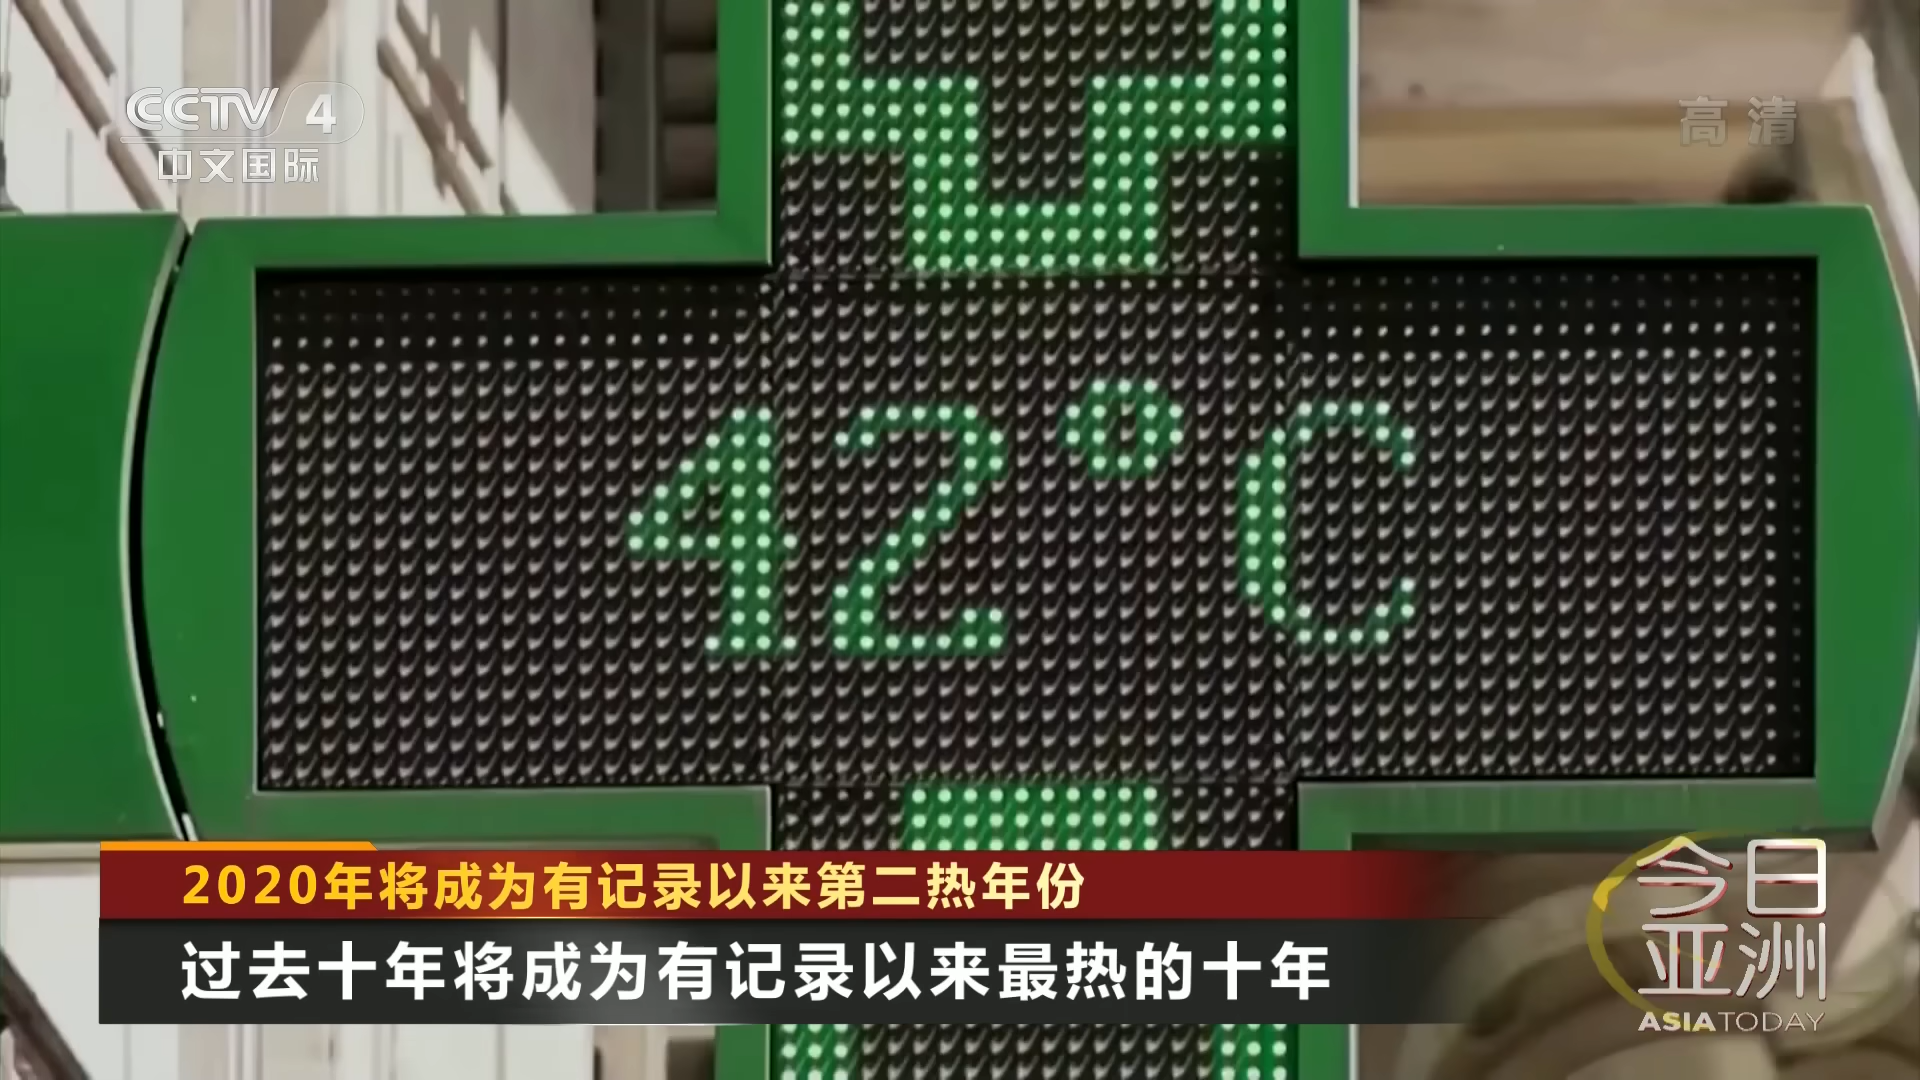 CCTV 4
中文国际
高清
42°C
2020年将成为有记录以来第二热年份
过去十年将成为有记录以来最热的十年
今日
亚洲
ASIA TODAY